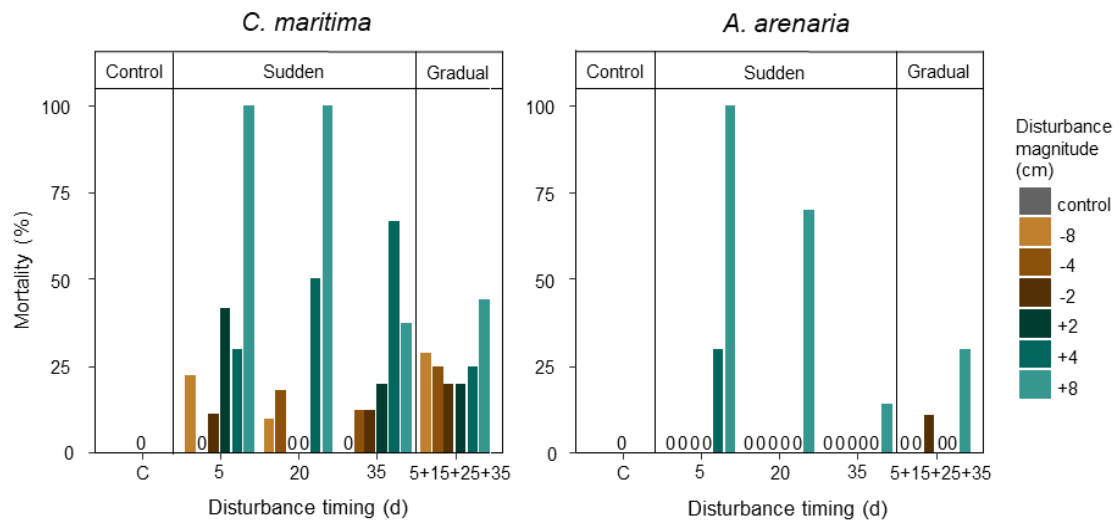 C. maritima
A. arenaria
Control Sudden Gradual
Control Sudden Gradual
Mortality (%)
100
75
50
25
0
0
0
0 0
0
C 5 20 35 5+15+25+35
Disturbance timing (d)
100
75
50
25
0
0
0000
00000
00000
00
00
C 5 20 35 5+15+25+35
Disturbance timing (d)
Disturbance
magnitude
(cm)
control
-8
-4
-2
+2
+4
+8